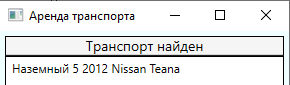 Аренда транспорта
Транспорт найден
Наземный 5 2012 Nissan Teana